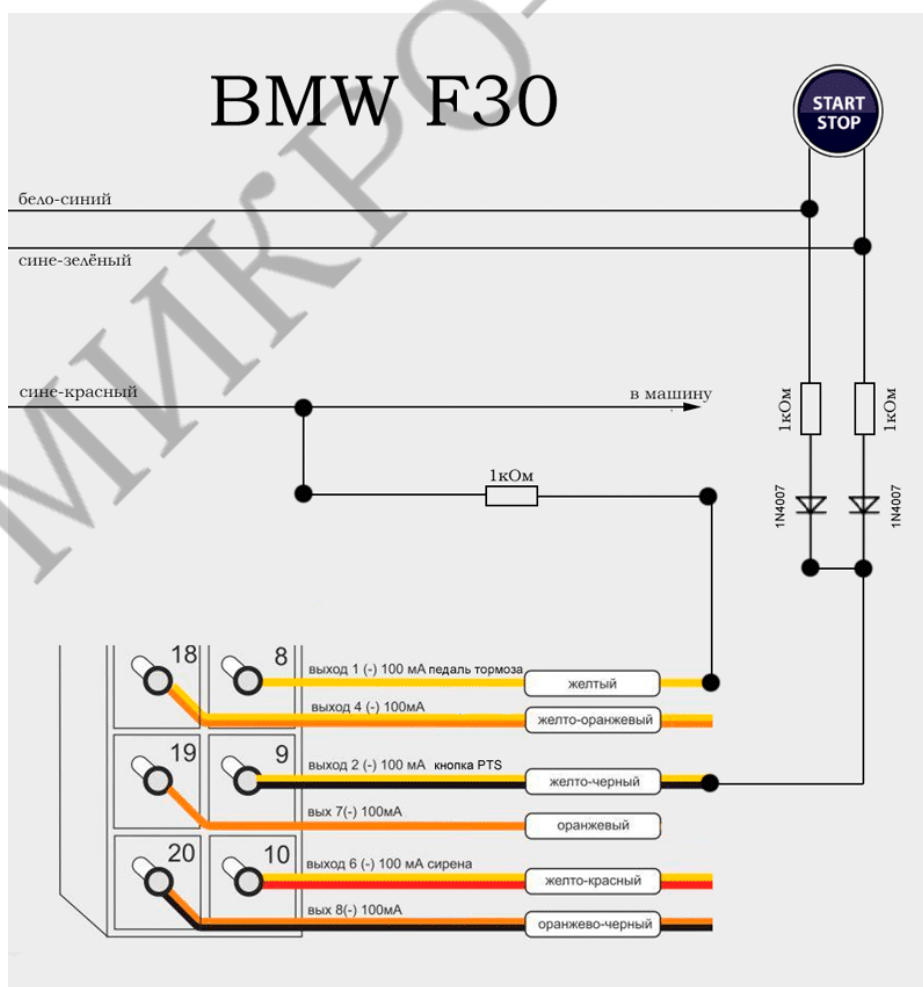 BMW F30
START
STOP
бело-синий
сине-зелёный
сине-красный
в машину
1кОм
1кОм
1кОм
1N4007
1N4007
18
8
выход 1 (-) 100 мА педаль тормоза
желтый
выход 4 (-) 100мА
желто-оранжевый
19
9
выход 2 (-) 100 мА кнопка PTS
желто-черный
вых 7(-) 100мА
оранжевый
20
10
выход 6 (-) 100 мА сирена
желто-красный
вых 8(-) 100мА
оранжево-черный
МИКРО-